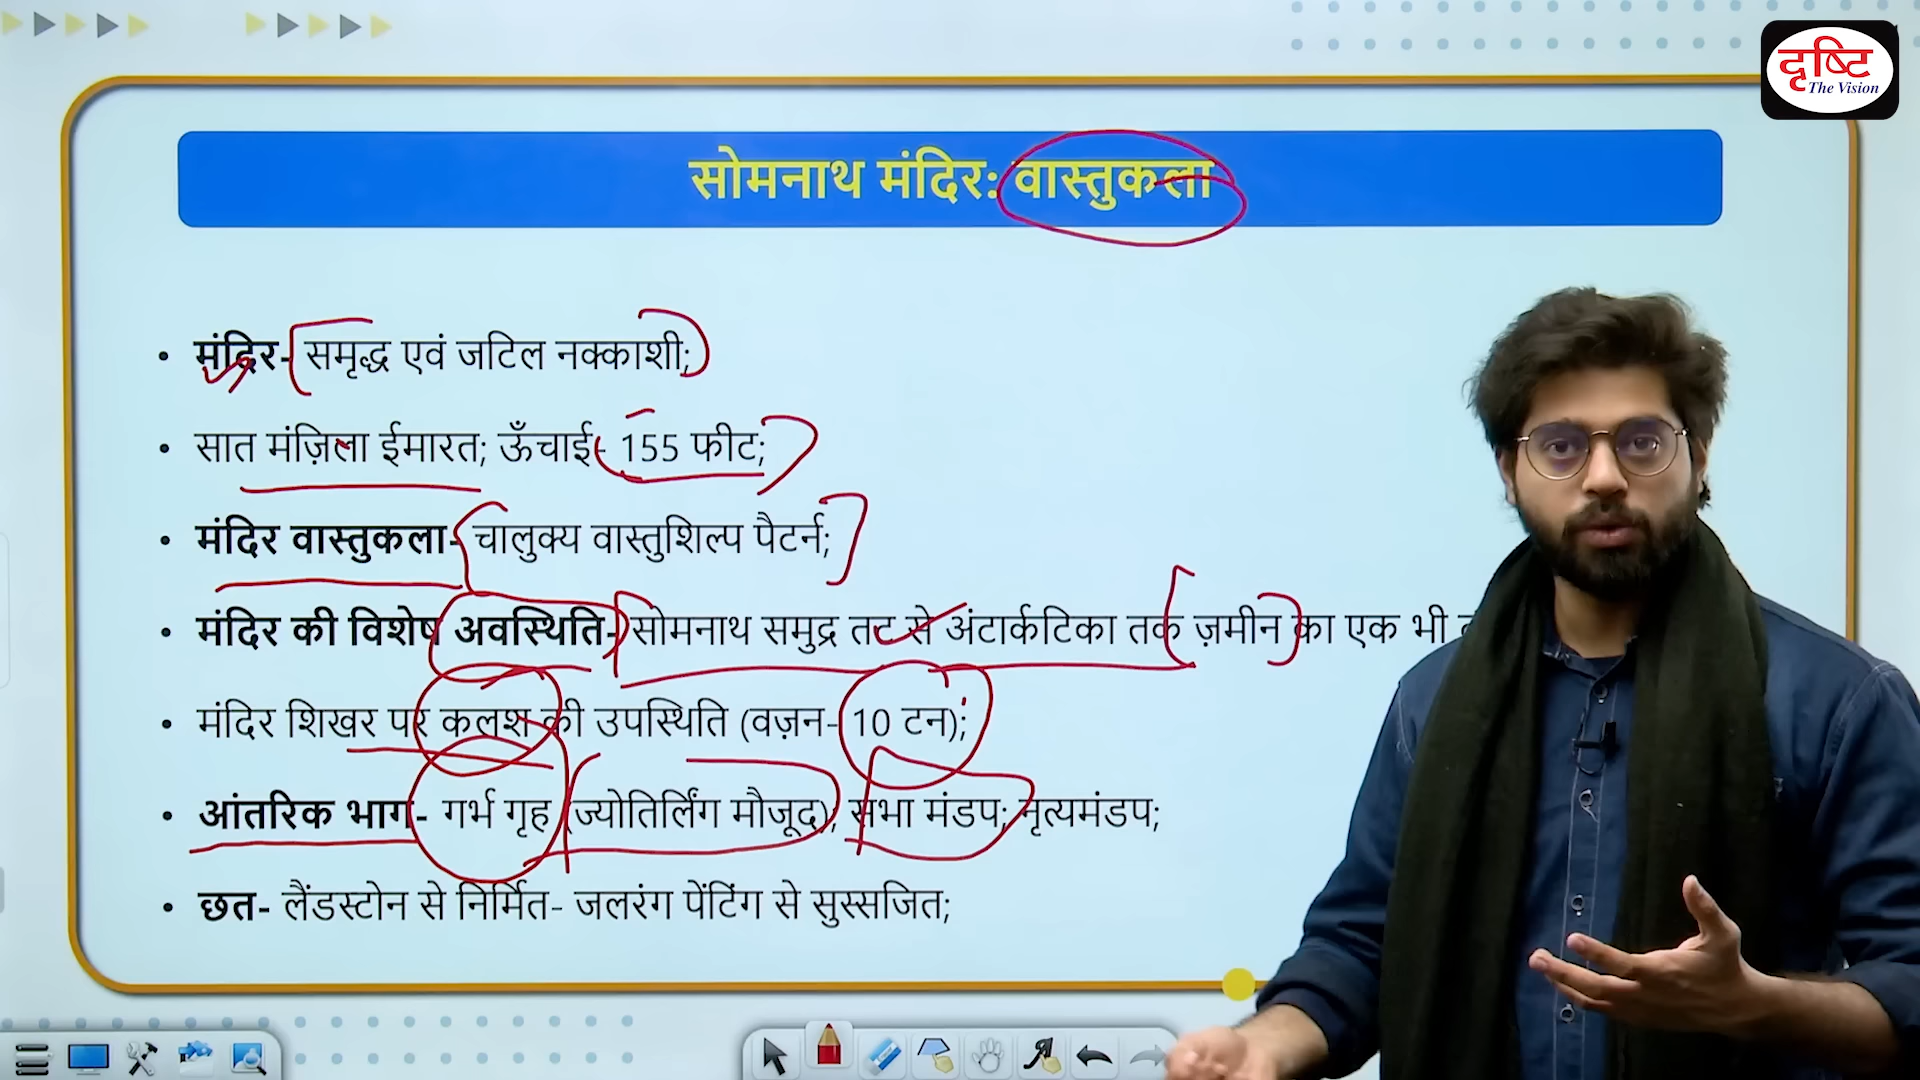 दृष्टि
The Vision
सोमनाथ मंदिर: वास्तुकला
• मंदिर- समृद्ध एवं जटिल नक्काशी;
• सात मंज़िला ईमारत; ऊँचाई- 155 फीट;
• मंदिर वास्तुकला- चालुक्य वास्तुशिल्प पैटर्न;
• मंदिर की विशेष अवस्थिति- सोमनाथ समुद्र तट से अंटार्कटिका तक ज़मीन का एक भी
• मंदिर शिखर पर कलश की उपस्थिति (वज़न- 10 टन);
• आंतरिक भाग- गर्भ गृह (ज्योतिर्लिंग मौजूद); सभा मंडप; नृत्यमंडप;
• छत- लैंडस्टोन से निर्मित- जलरंग पेंटिंग से सुस्सजित;